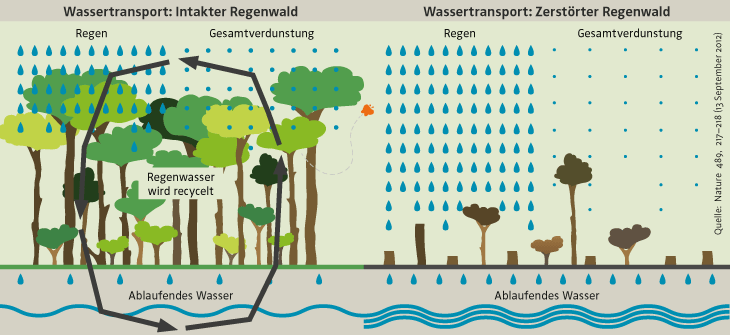 Wassertransport: Intakter Regenwald
Regen
Gesamtverdunstung
Regenwasser
wird recycelt
Ablaufendes Wasser
Wassertransport: Zerstörter Regenwald
Regen
Gesamtverdunstung
Ablaufendes Wasser
Quelle: Nature 489, 217–218 (13 September 2012)